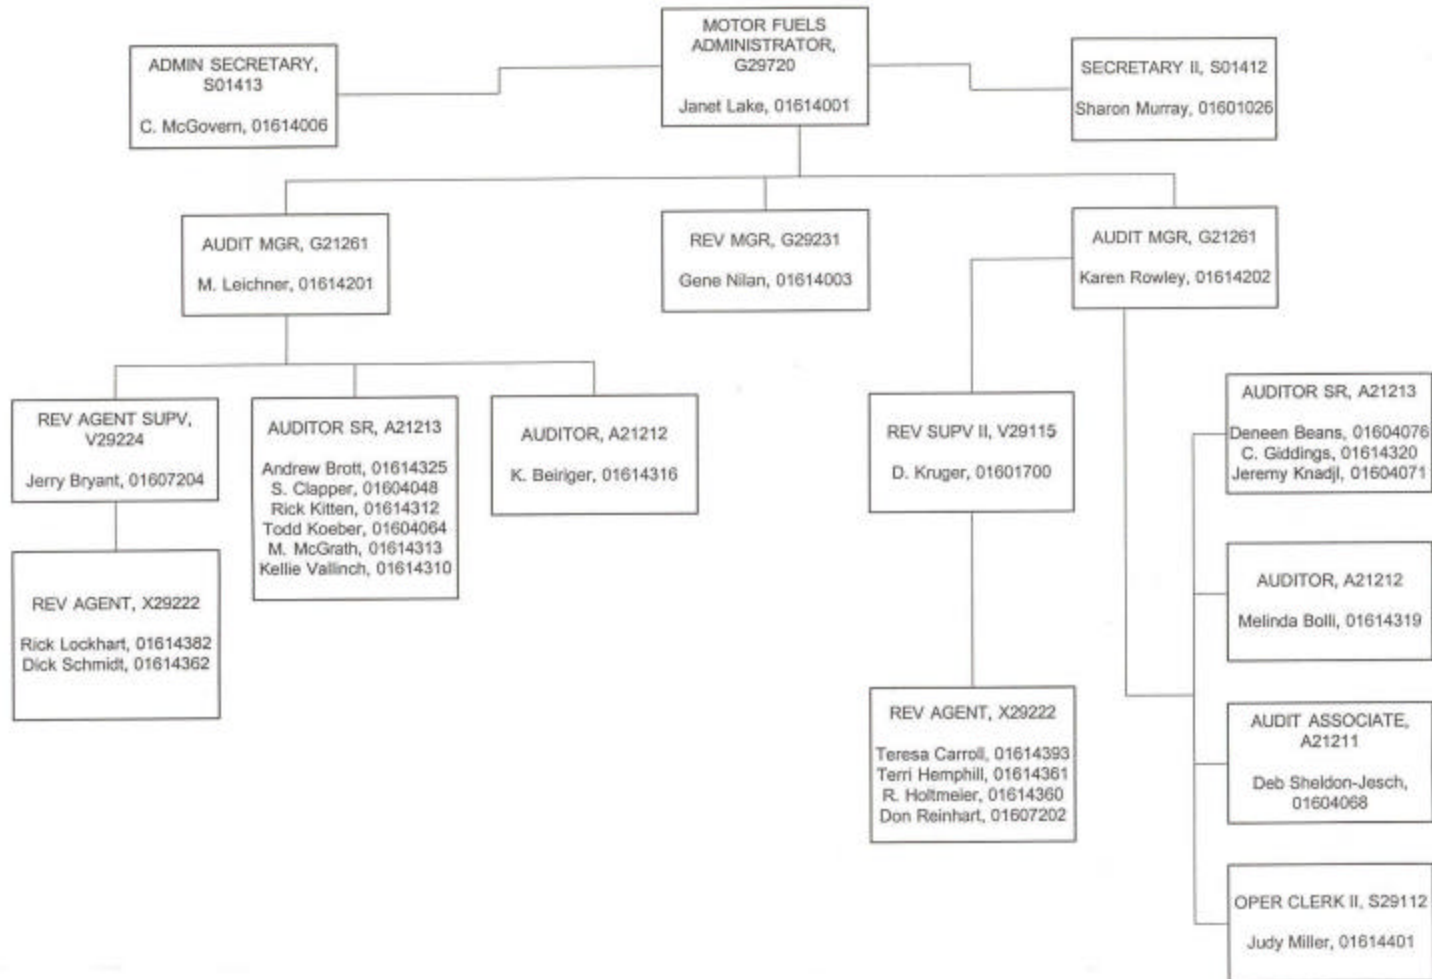 MOTOR FUELS
ADMINISTRATOR,
G29720
Janet Lake, 01614001
ADMIN SECRETARY,
S01413
C. McGovern, 01614006
SECRETARY II, S01412
Sharon Murray, 01601026
AUDIT MGR, G21261
M. Leichner, 01614201
REV MGR, G29231
Gene Nilan, 01614003
AUDIT MGR, G21261
Karen Rowley, 01614202
REV AGENT SUPV,
V29224
Jerry Bryant, 01607204
AUDITOR SR, A21213
Andrew Brott, 01614325
S. Clapper, 01604048
Rick Kitten, 01614312
Todd Koeber, 01604064
M. McGrath, 01614313
Kellie Vallinch, 01614310
AUDITOR, A21212
K. Beiriger, 01614316
REV AGENT, X29222
Rick Lockhart, 01614382
Dick Schmidt, 01614362
REV SUPV II, V29115
D. Kruger, 01601700
REV AGENT, X29222
Teresa Carroll, 01614393
Terri Hemphill, 01614361
R. Holtmeier, 01614360
Don Reinhart, 01607202
AUDITOR SR, A21213
Deneen Beans, 01604076
C. Giddings, 01614320
Jeremy Knadjl, 01604071
AUDITOR, A21212
Melinda Bolli, 01614319
AUDIT ASSOCIATE,
A21211
Deb Sheldon-Jesch,
01604068
OPER CLERK II, S29112
Judy Miller, 01614401